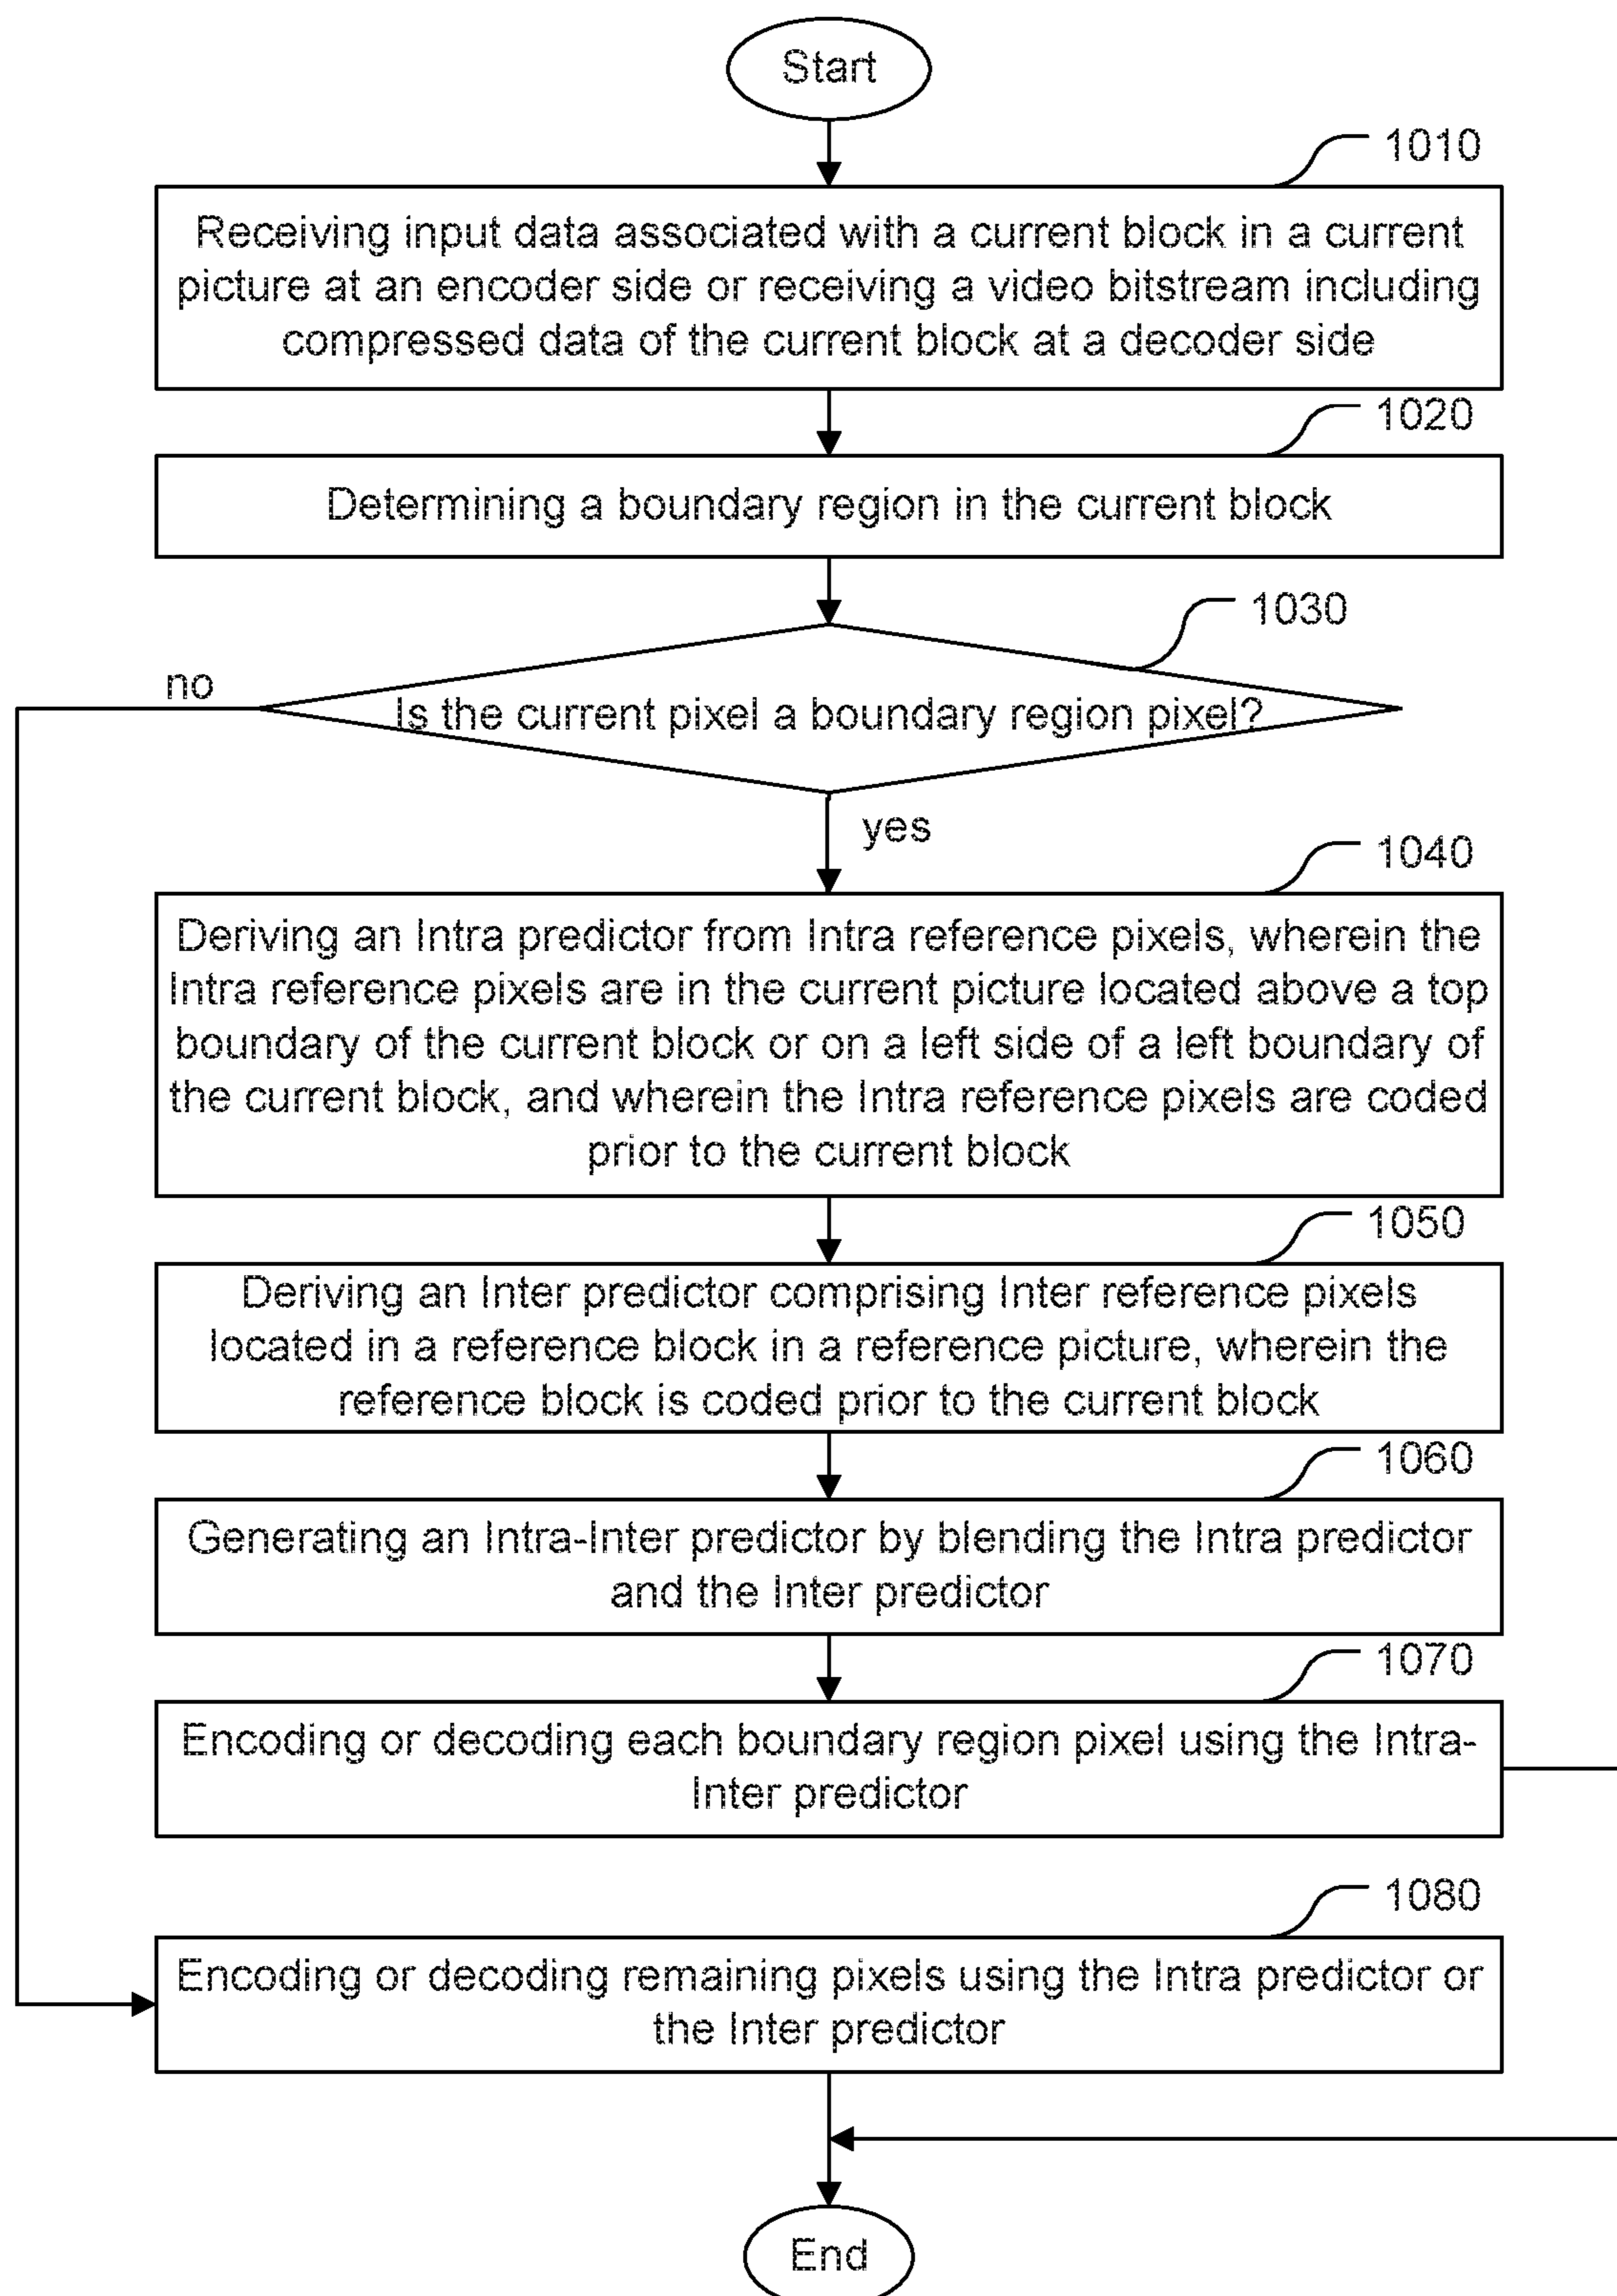 Start
1010
Receiving input data associated with a current block in a current
picture at an encoder side or receiving a video bitstream including
compressed data of the current block at a decoder side
1020
Determining a boundary region in the current block
1030
no
Is the current pixel a boundary region pixel?
yes
1040
Deriving an Intra predictor from Intra reference pixels, wherein the
Intra reference pixels are in the current picture located above a top
boundary of the current block or on a left side of a left boundary of
the current block, and wherein the Intra reference pixels are coded
prior to the current block
1050
Deriving an Inter predictor comprising Inter reference pixels
located in a reference block in a reference picture, wherein the
reference block is coded prior to the current block
1060
Generating an Intra-Inter predictor by blending the Intra predictor
and the Inter predictor
1070
Encoding or decoding each boundary region pixel using the Intra-
Inter predictor
1080
Encoding or decoding remaining pixels using the Intra predictor or
the Inter predictor
End